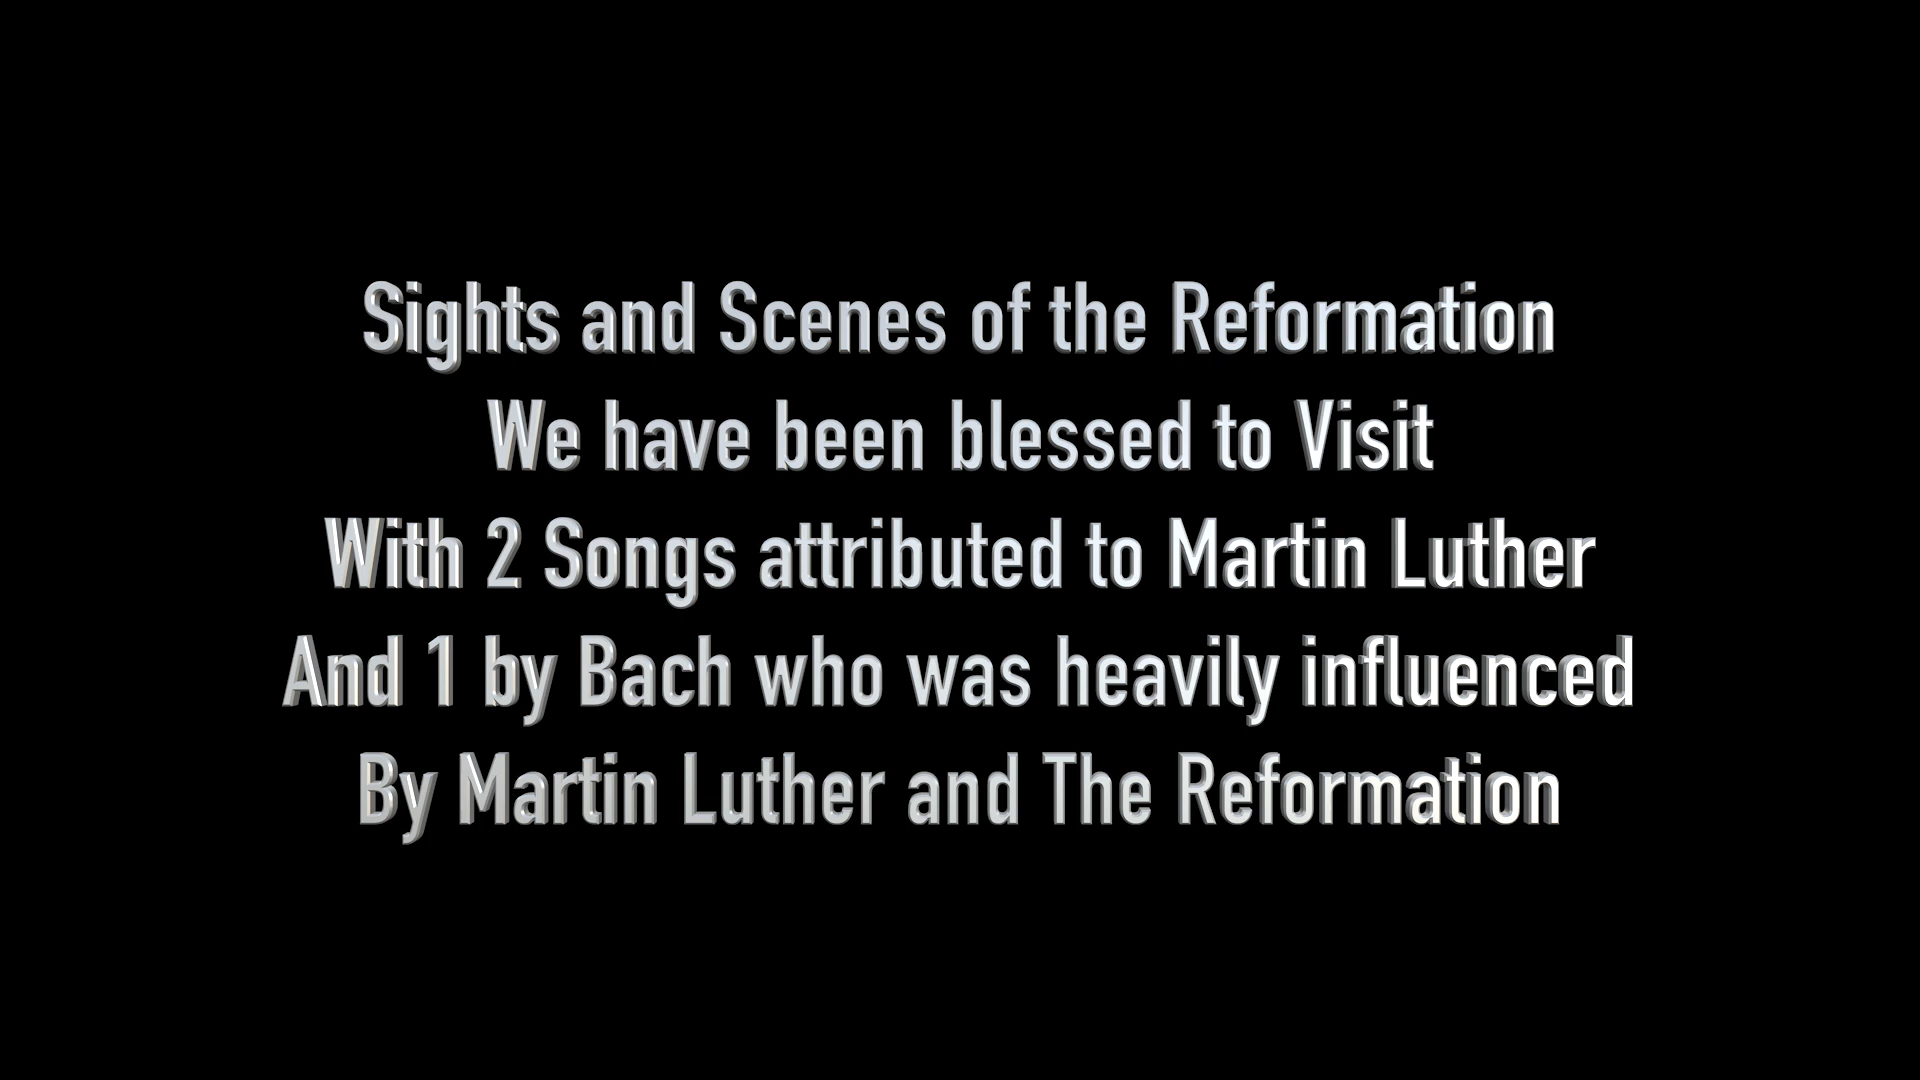 Sights and Scenes of the Reformation
We have been blessed to Visit
With 2 Songs attributed to Martin Luther
And 1 by Bach who was heavily influenced
By Martin Luther and The Reformation